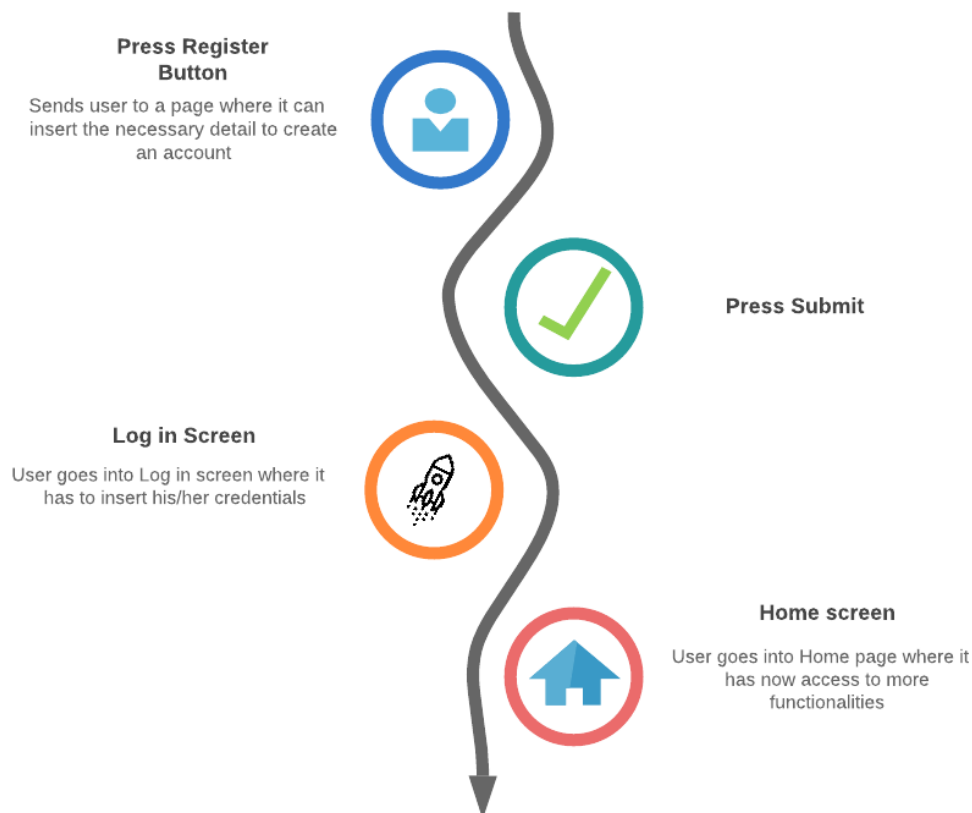 Press Register
Button
Sends user to a page where it can
insert the necessary detail to create
an account
Press Submit
Log in Screen
User goes into Log in screen where it
has to insert his/her credentials
Home screen
User goes into Home page where it
has now access to more
functionalities